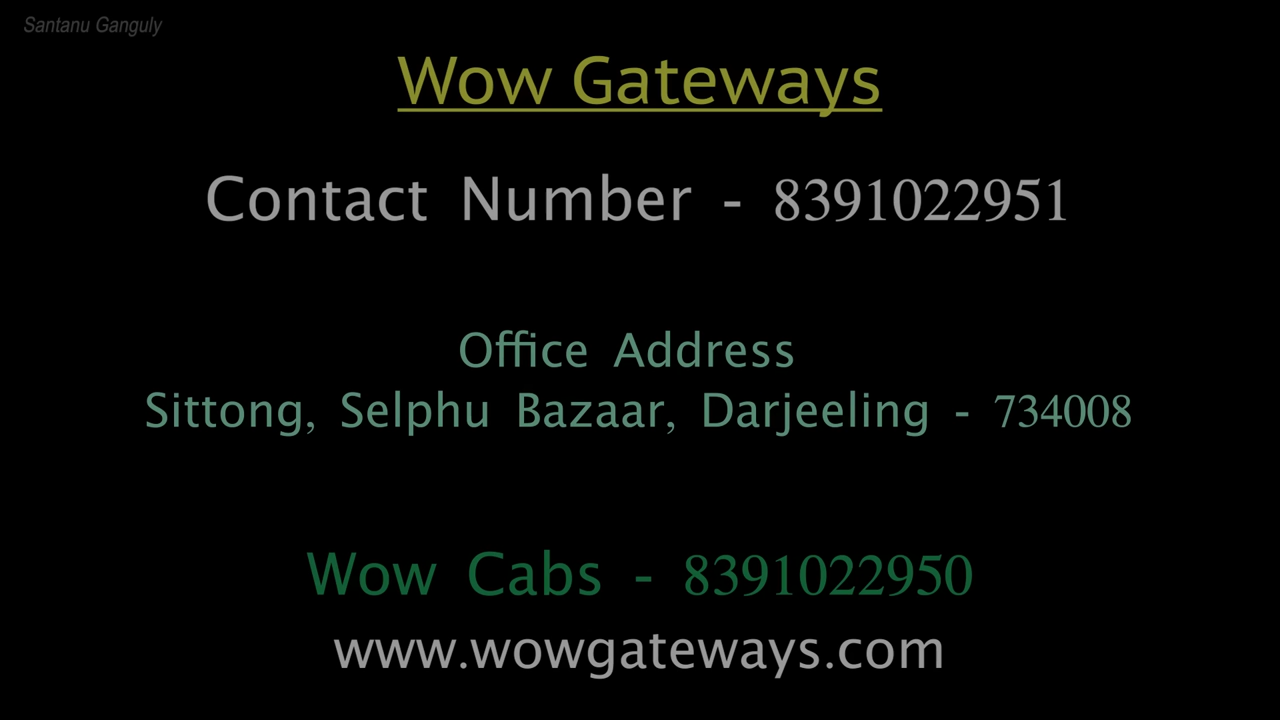 Santanu Ganguly
Wow Gateways
Contact Number - 8391022951
Office Address
Sittong, Selphu Bazaar, Darjeeling - 734008
Wow Cabs - 8391022950
www.wowgateways.com